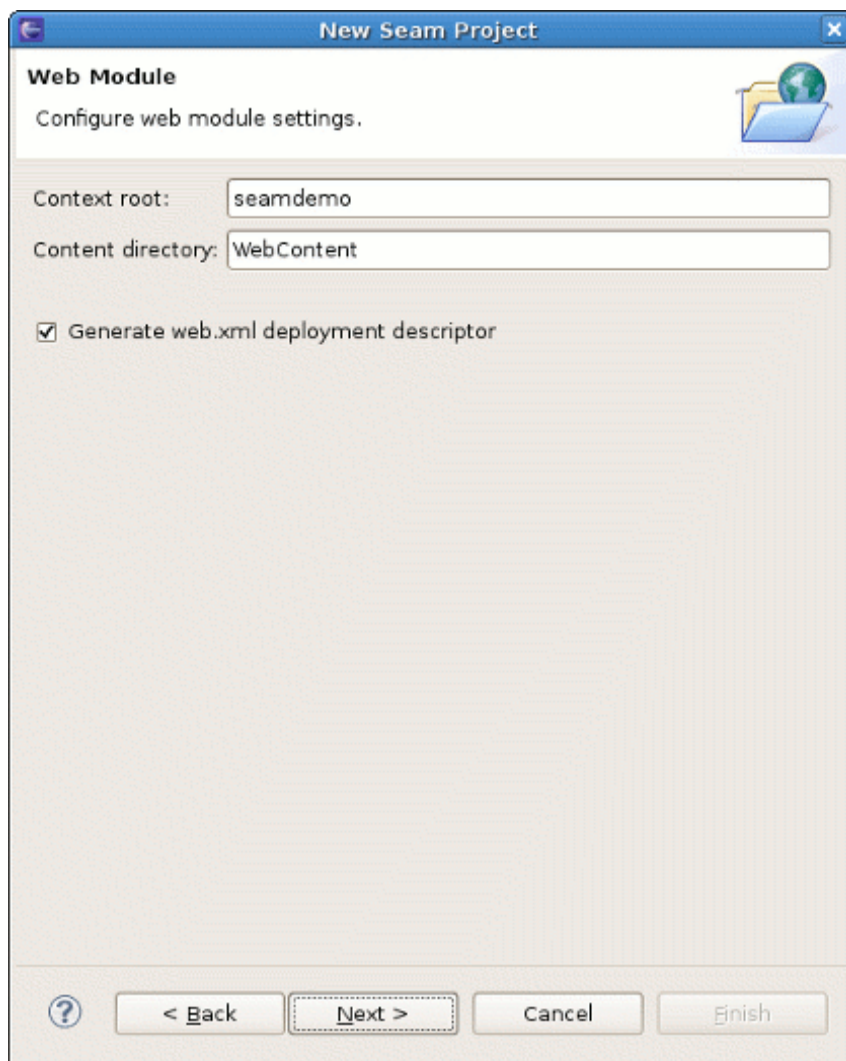 New Seam Project
Web Module
Configure web module settings.
Context root: seamdemo
Content directory: WebContent
Generate web.xml deployment descriptor
? < Back Next > Cancel Finish